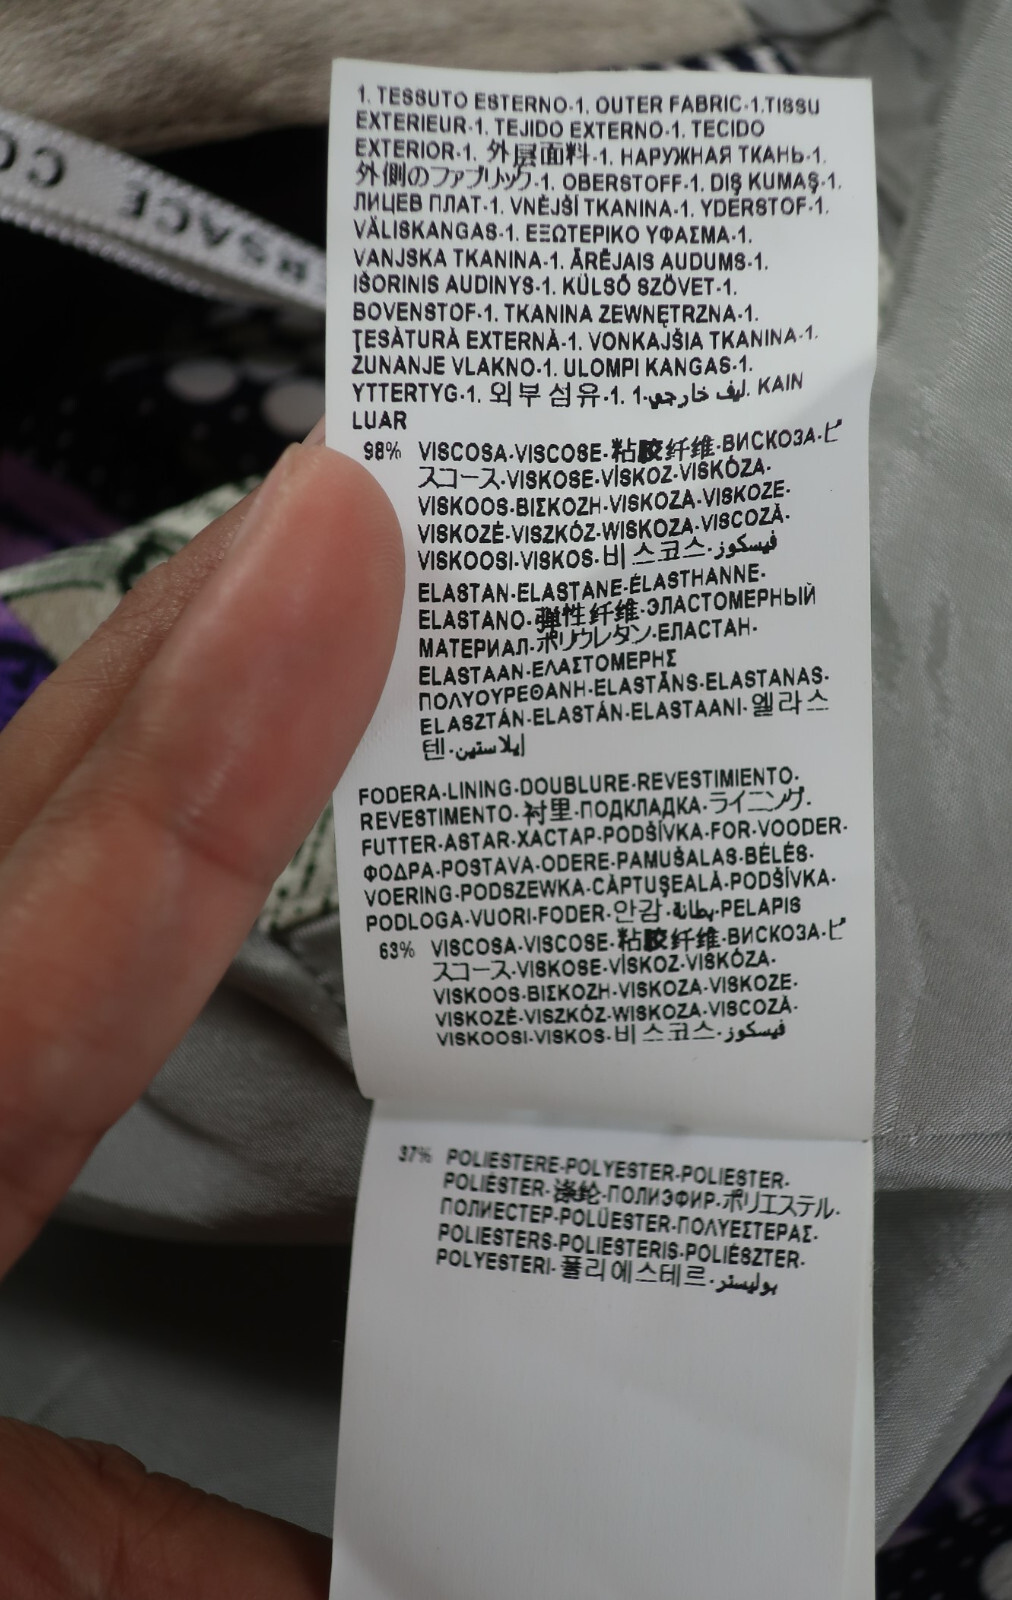 RSACE CO
1. TESSUTO ESTERNO-1. OUTER FABRIC-1.TISSU
EXTERIEUR-1. TEJIDO EXTERNO-1. TECIDO
EXTERIOR-1. 外层面料-1. НАРУЖНАЯ ТКАНЬ-1.
外側のファブリック-1. OBERSTOFF-1. DIŞ KUMAŞ-1.
ЛИЦЕВ ПЛАТ-1. VNĚJŠÍ TKANINA-1. YDERSTOF-1.
VÄLISKANGAS-1. ΕΞΩΤΕΡΙΚΟ ΥΦΑΣΜΑ-1.
VANJSKA TKANINA-1. ĀRĒJAIS AUDUMS-1.
IŠORINIS AUDINYS-1. KÜLSŐ SZÖVET-1.
BOVENSTOF-1. TKANINA ZEWNĘTRZNA-1.
ŢESĂTURĂ EXTERNĂ-1. VONKAJŠIA TKANINA-1.
ZUNANJE VLAKNO-1. ULOMPI KANGAS-1.
YTTERTYG-1. 외부 섬유-1. ليف خارجي-1. 1. KAIN
LUAR
98% VISCOSA-VISCOSE-粘胶纤维-ВИСКОЗА-ビ
スコース-VISKOSE-VİSKOZ-VISKÓZA-
VISKOOS-ΒΙΣΚΟΖΗ-VISKOZA-VISKOZE-
VISKOZĖ-VISZKÓZ-WISKOZA-VISCOZĂ-
VISKOOSI-VISKOS-비스코스-فيسكوز
ELASTAN-ELASTANE-ÉLASTHANNE-
ELASTANO-弹性纤维-ЭЛАСТОМЕРНЫЙ
МАТЕРИАЛ-ポリウレタン-ЕЛАСТАН-
ELASTAAN-ΕΛΑΣΤΟΜΕΡΗΣ
ΠΟΛΥΟΥΡΕΘΑΝΗ-ELASTĀNS-ELASTANAS-
ELASZTÁN-ELASTÁN-ELASTAANI-엘라스
텐-إيلاستين
FODERA-LINING-DOUBLURE-REVESTIMIENTO-
REVESTIMENTO-衬里-ПОДКЛАДКА-ライニング-
FUTTER-ASTAR-ХАСТАР-PODŠÍVKA-FOR-VOODER-
ΦΟΔΡΑ-POSTAVA-ODERE-PAMUŠALAS-BÉLÉS-
VOERING-PODSZEWKA-CĂPTUŞEALĂ-PODŠÍVKA-
PODLOGA-VUORI-FODER-안감-بطانة-PELAPIS
63% VISCOSA-VISCOSE-粘胶纤维-ВИСКОЗА-ビ
スコース-VISKOSE-VİSKOZ-VISKÓZA-
VISKOOS-ΒΙΣΚΟΖΗ-VISKOZA-VISKOZE-
VISKOZĖ-VISZKÓZ-WISKOZA-VISCOZĂ-
VISKOOSI-VISKOS-비스코스-فيسكوز
37% POLIESTERE-POLYESTER-POLIESTER-
POLIÉSTER-涤纶-ПОЛИЭФИР-ポリエステル-
ПОЛИЕСТЕР-POLÜESTER-ΠΟΛΥΕΣΤΕΡΑΣ-
POLIESTERS-POLIESTERIS-POLIÉSZTER-
POLYESTERI-폴리에스테르-بوليستر